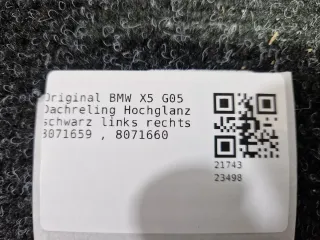 Original BMW X5 G05
Dachreling Hochglanz
schwarz links rechts
8071659 , 8071660
21743
23498